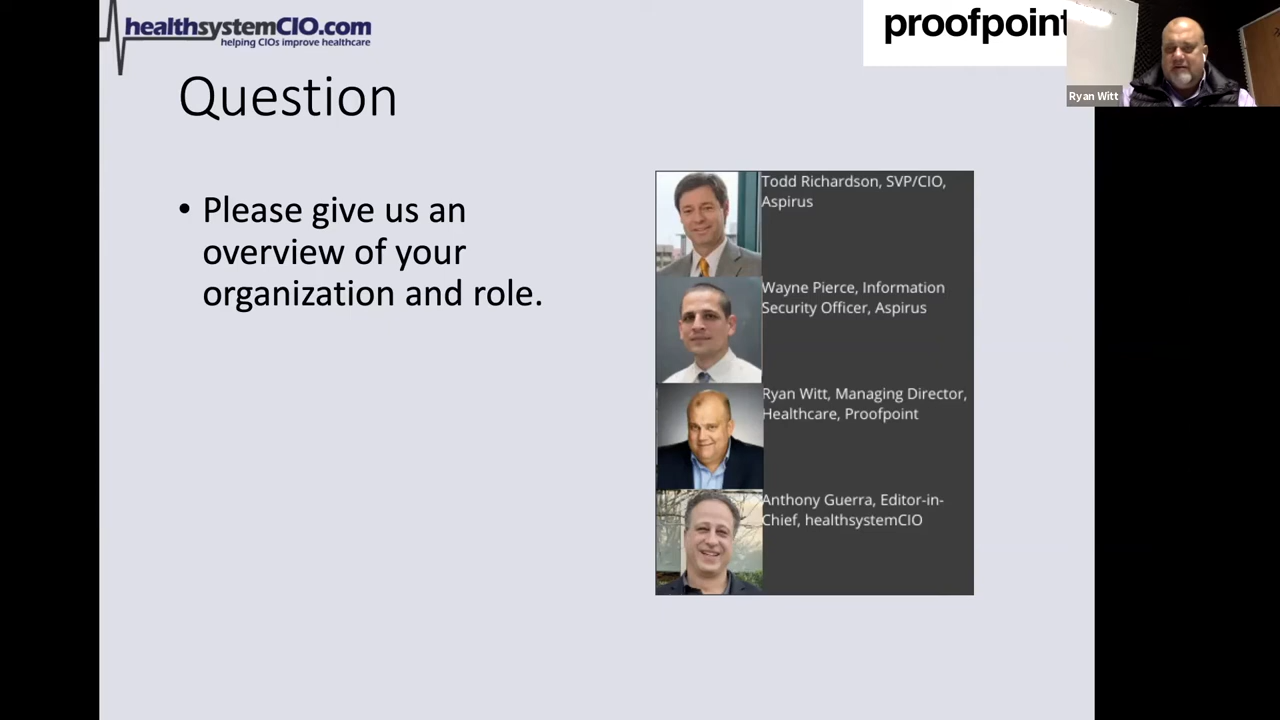 healthsystemCIO.com
helping CIOs improve healthcare
proofpoint
Ryan Witt
Question
• Please give us an
overview of your
organization and role.
Todd Richardson, SVP/CIO,
Aspirus
Wayne Pierce, Information
Security Officer, Aspirus
Ryan Witt, Managing Director,
Healthcare, Proofpoint
Anthony Guerra, Editor-in-
Chief, healthsystemCIO